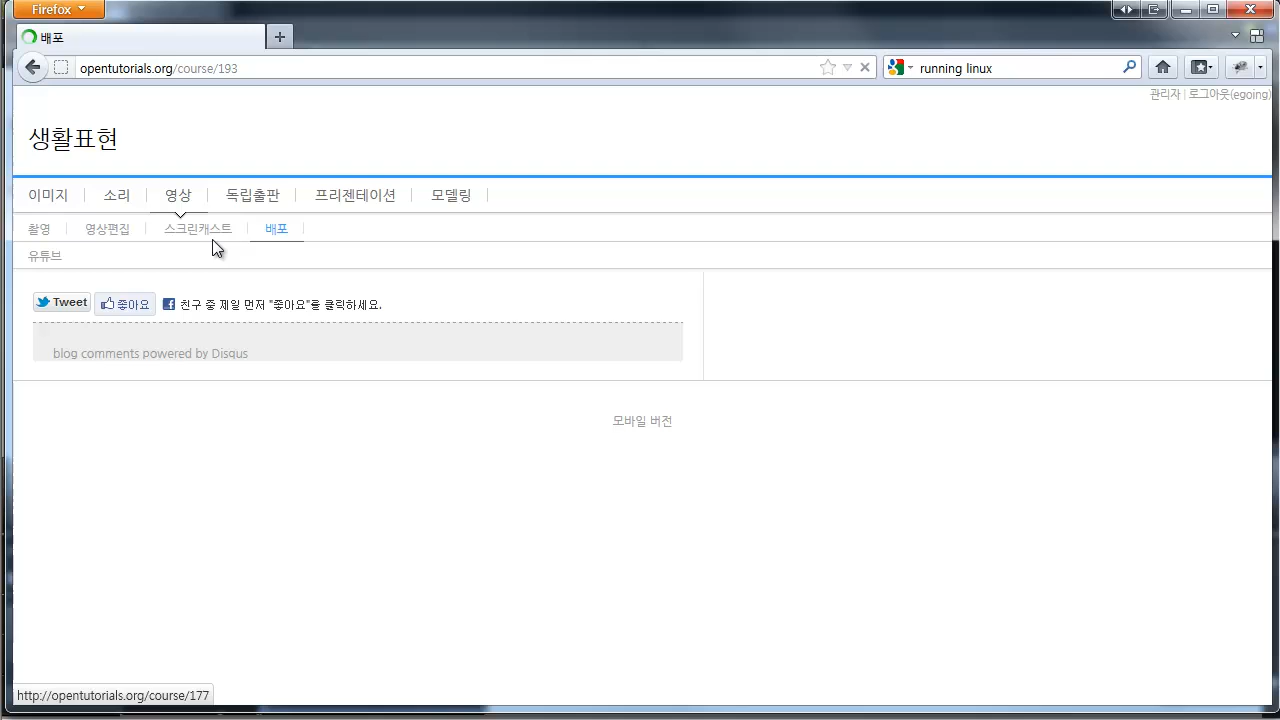 Firefox
배포
opentutorials.org/course/193
running linux
관리자 | 로그아웃(egoing)
생활표현
이미지 소리 영상 독립출판 프리젠테이션 모델링
촬영 영상편집 스크린캐스트 배포
유튜브
Tweet 좋아요 친구 중 제일 먼저 "좋아요"를 클릭하세요.
blog comments powered by Disqus
모바일 버전
http://opentutorials.org/course/177